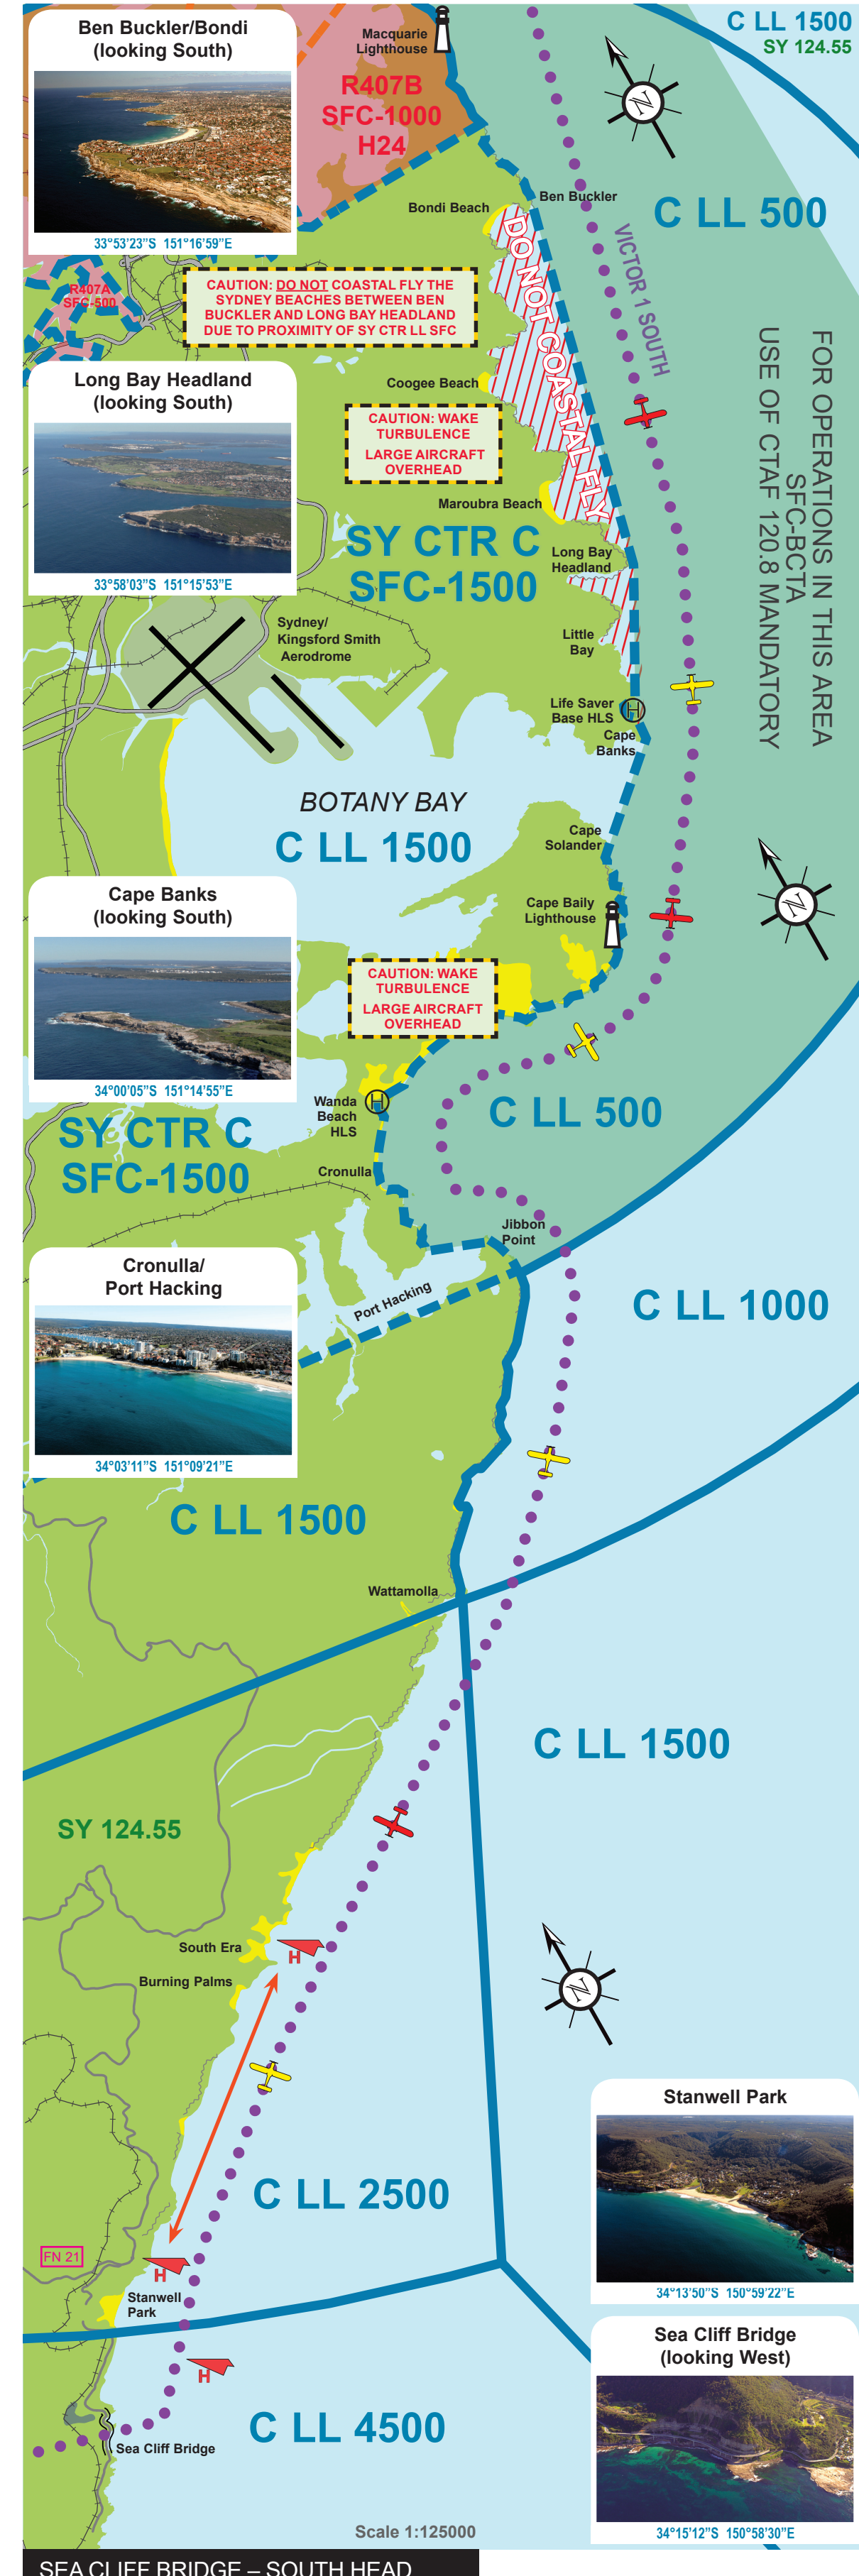 Ben Buckler/Bondi
(looking South)
33°53'23"S 151°16'59"E
Macquarie
Lighthouse
R407B
SFC-1000
H24
C LL 1500
SY 124.55
C LL 500
Bondi Beach
Ben Buckler
VICTOR 1 SOUTH
DO NOT COASTAL FLY
R407A
SFC-500
CAUTION: DO NOT COASTAL FLY THE
SYDNEY BEACHES BETWEEN BEN
BUCKLER AND LONG BAY HEADLAND
DUE TO PROXIMITY OF SY CTR LL SFC
FOR OPERATIONS IN THIS AREA
SFC-BCTA
USE OF CTAF 120.8 MANDATORY
Long Bay Headland
(looking South)
33°58'03"S 151°15'53"E
Coogee Beach
CAUTION: WAKE
TURBULENCE
LARGE AIRCRAFT
OVERHEAD
Maroubra Beach
SY CTR C
SFC-1500
Long Bay
Headland
Sydney/
Kingsford Smith
Aerodrome
Little
Bay
Life Saver
Base HLS
H
Cape
Banks
BOTANY BAY
C LL 1500
Cape
Solander
Cape Baily
Lighthouse
Cape Banks
(looking South)
34°00'05"S 151°14'55"E
CAUTION: WAKE
TURBULENCE
LARGE AIRCRAFT
OVERHEAD
N
N
Wanda
Beach
HLS
H
C LL 500
SY CTR C
SFC-1500
Cronulla
Jibbon
Point
Cronulla/
Port Hacking
34°03'11"S 151°09'21"E
Port Hacking
C LL 1000
C LL 1500
Wattamolla
C LL 1500
SY 124.55
South Era
H
Burning Palms
N
C LL 2500
FN 21
H
Stanwell
Park
H
Stanwell Park
34°13'50"S 150°59'22"E
Sea Cliff Bridge
(looking West)
34°15'12"S 150°58'30"E
C LL 4500
Sea Cliff Bridge
Scale 1:125000
SEA CLIFF BRIDGE – SOUTH HEAD